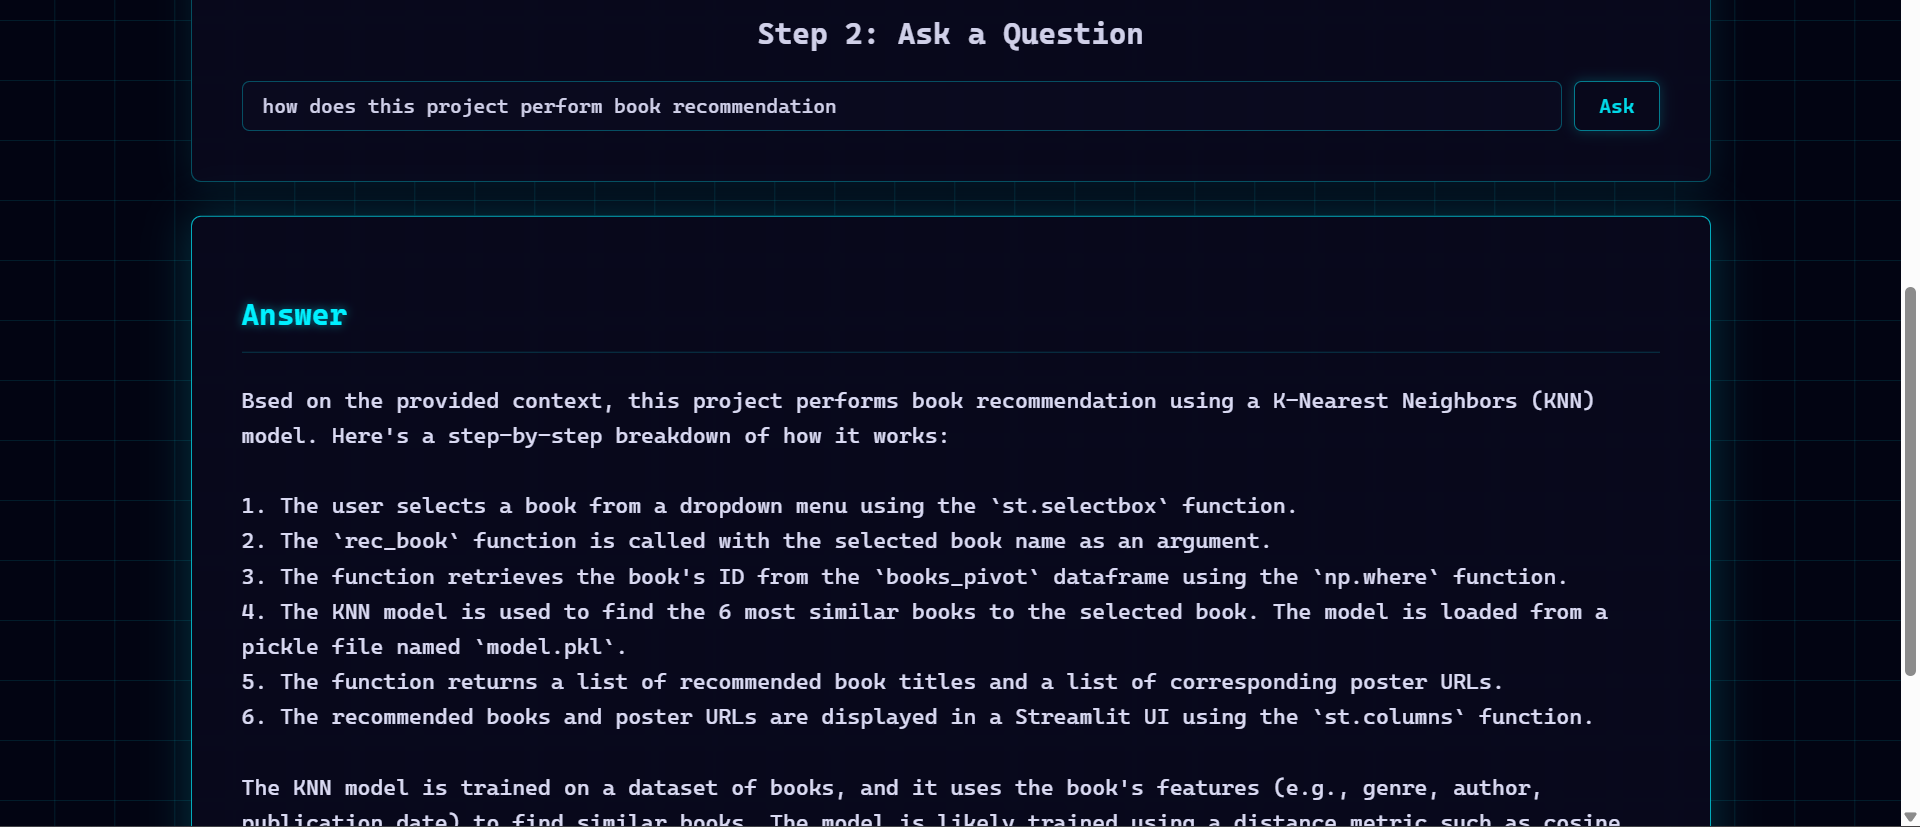 Step 2: Ask a Question
how does this project perform book recommendation
Ask
Answer
Bsed on the provided context, this project performs book recommendation using a K-Nearest Neighbors (KNN)
model. Here's a step-by-step breakdown of how it works:
1. The user selects a book from a dropdown menu using the `st.selectbox` function.
2. The `rec_book` function is called with the selected book name as an argument.
3. The function retrieves the book's ID from the `books_pivot` dataframe using the `np.where` function.
4. The KNN model is used to find the 6 most similar books to the selected book. The model is loaded from a
pickle file named `model.pkl`.
5. The function returns a list of recommended book titles and a list of corresponding poster URLs.
6. The recommended books and poster URLs are displayed in a Streamlit UI using the `st.columns` function.
The KNN model is trained on a dataset of books, and it uses the book's features (e.g., genre, author,
publication date) to find similar books. The model is likely trained using a distance metric such as cosine